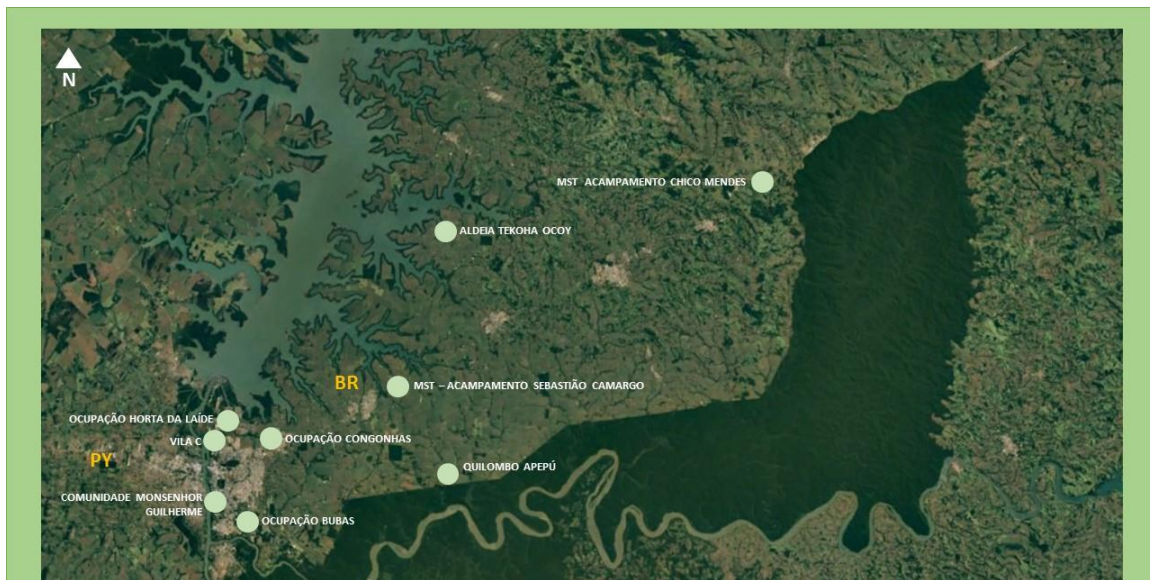 N
MST ACAMPAMENTO CHICO MENDES
ALDEIA TEKOHA OCOY
BR
MST – ACAMPAMENTO SEBASTIÃO CAMARGO
OCUPAÇÃO HORTA DA LAÍDE
VILA C
OCUPAÇÃO CONGONHAS
PY
QUILOMBO APEPÚ
COMUNIDADE MONSENHOR
GUILHERME
OCUPAÇÃO BUBAS